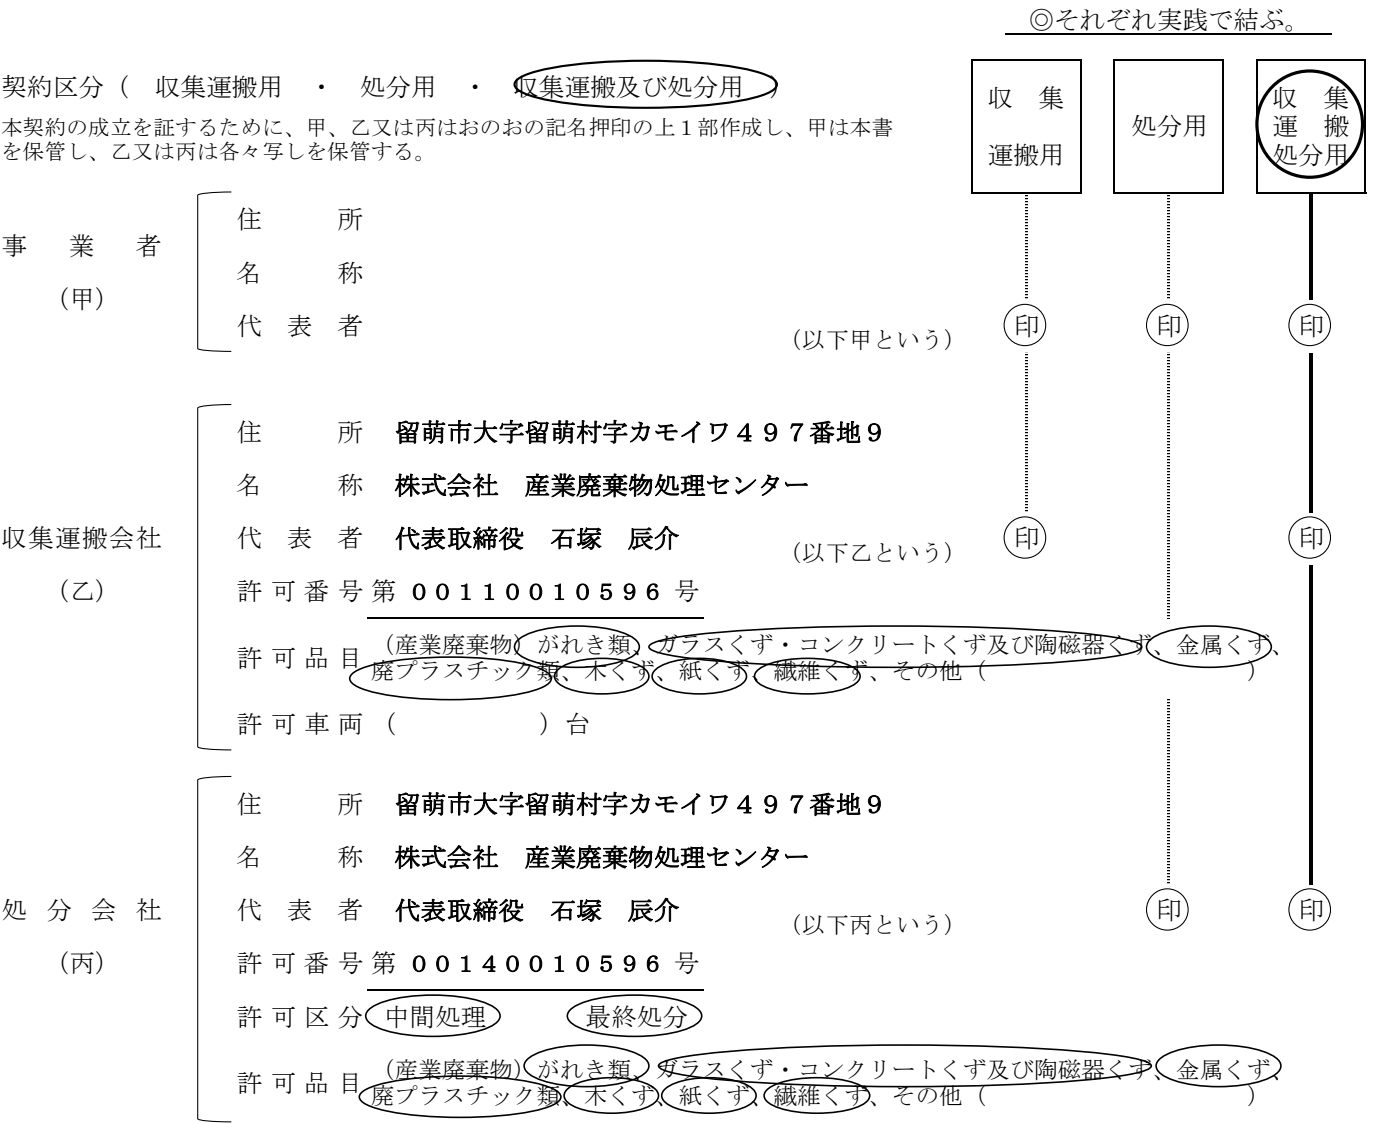 ◎それぞれ実践で結ぶ。
契約区分（　収集運搬用　・　処分用　・　収集運搬及び処分用　）
本契約の成立を証するために、甲、乙又は丙はおのおの記名押印の上１部作成し、甲は本書
を保管し、乙又は丙は各々写しを保管する。
収　集
運搬用
処分用
収　集
運　搬
処分用
事　業　者
（甲）
住　　所
名　　称
代　表　者
（以下甲という）
印　印　印
収集運搬会社
（乙）
住　　所　留萌市大字留萌村字カモイワ４９７番地９
名　　称　株式会社　産業廃棄物処理センター
代　表　者　代表取締役　石塚　辰介
（以下乙という）
印　印
許可番号 第 ００１１００１０５９６ 号
許可品目
（産業廃棄物）がれき類、ガラスくず・コンクリートくず及び陶磁器くず、金属くず、
廃プラスチック類、木くず、紙くず、繊維くず、その他（　　　　　　　　　　　）
許可車両（　　　　　　）台
処　分　会　社
（丙）
住　　所　留萌市大字留萌村字カモイワ４９７番地９
名　　称　株式会社　産業廃棄物処理センター
代　表　者　代表取締役　石塚　辰介
（以下丙という）
印　印
許可番号 第 ００１４００１０５９６ 号
許可区分　中間処理　　　最終処分
許可品目
（産業廃棄物）がれき類、ガラスくず・コンクリートくず及び陶磁器くず、金属くず、
廃プラスチック類、木くず、紙くず、繊維くず、その他（　　　　　　　　　　　）